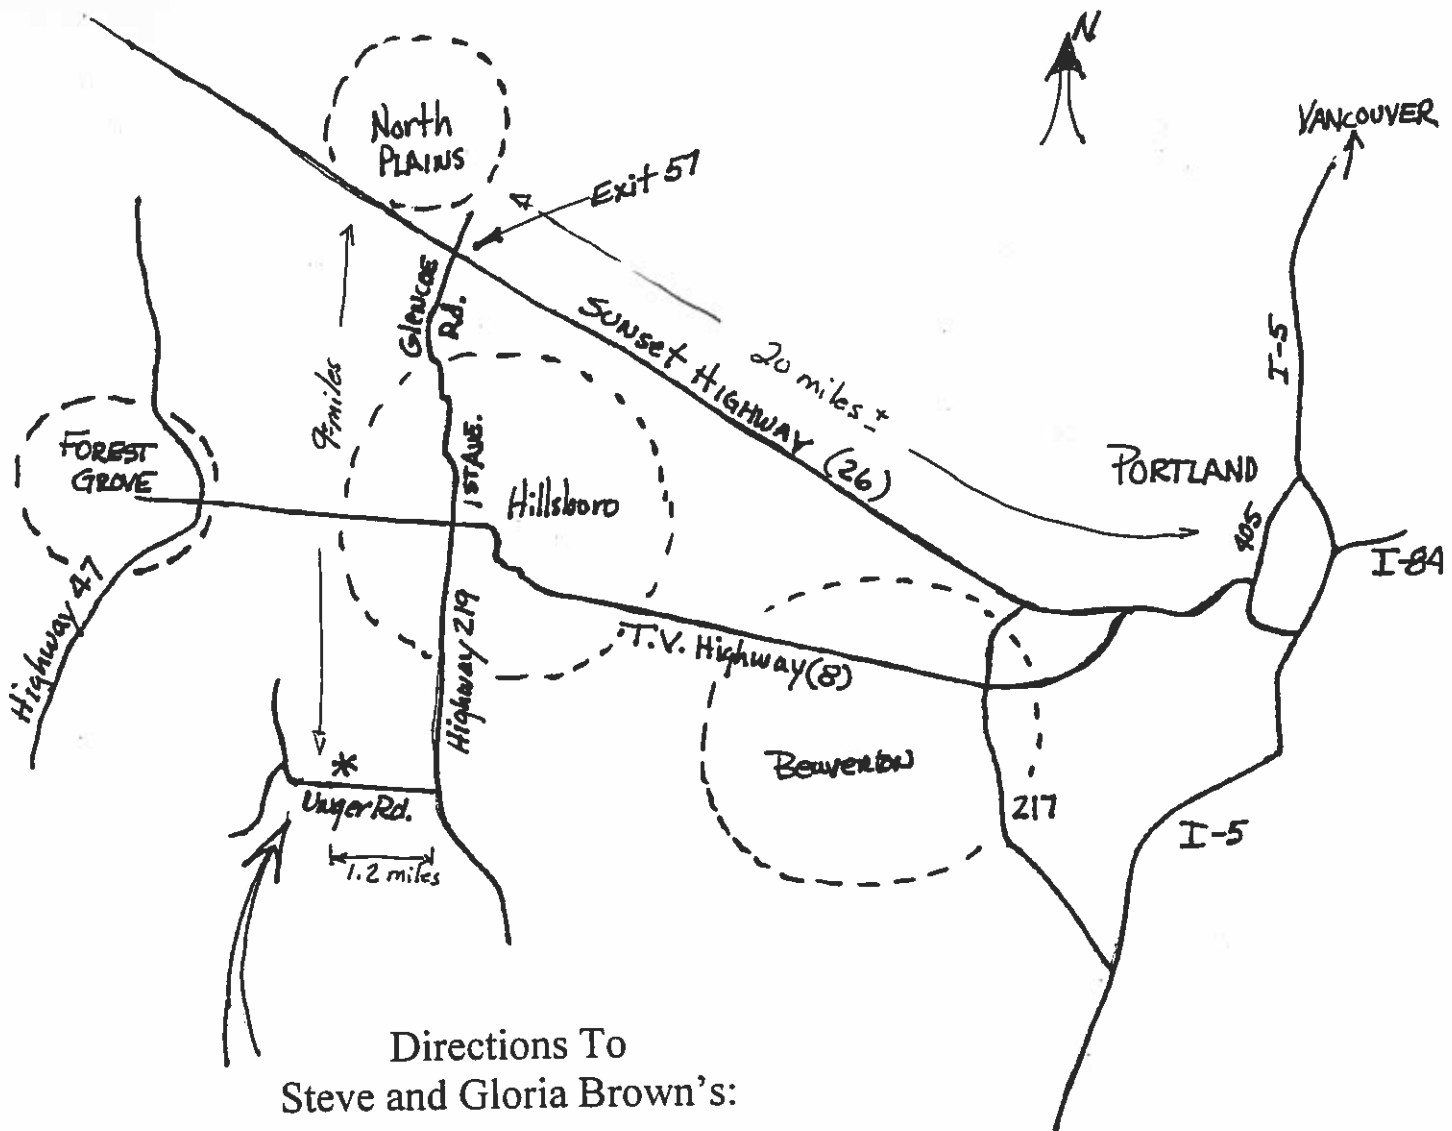 N
VANCOUVER
North
PLAINS
Exit 57
GLENCOE
Rd.
SUNSET HIGHWAY (26)
20 miles ±
I-5
9-miles
FOREST
GROVE
1ST AVE.
Hillsboro
PORTLAND
405
I-84
Highway 47
Highway 219
T.V. Highway (8)
Beaverton
*
Unger Rd.
217
I-5
1.2 miles
Directions To
Steve and Gloria Brown's: